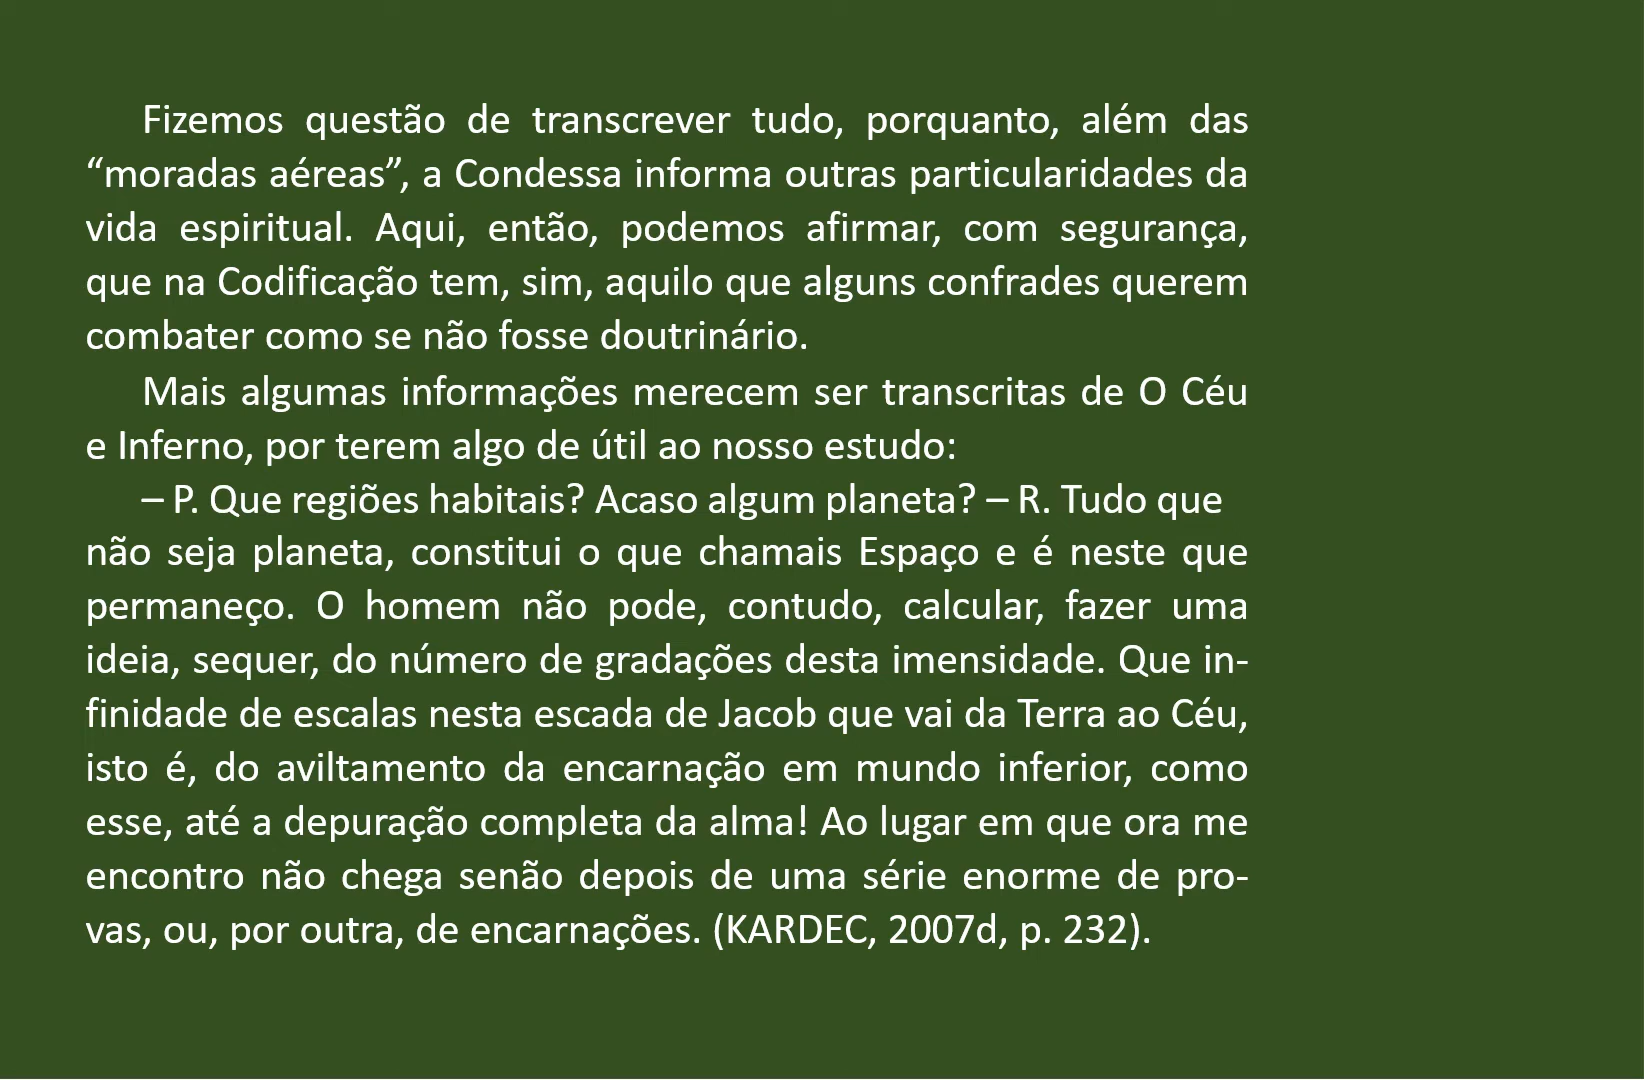 Fizemos questão de transcrever tudo, porquanto, além das
“moradas aéreas”, a Condessa informa outras particularidades da
vida espiritual. Aqui, então, podemos afirmar, com segurança,
que na Codificação tem, sim, aquilo que alguns confrades querem
combater como se não fosse doutrinário.
Mais algumas informações merecem ser transcritas de O Céu
e Inferno, por terem algo de útil ao nosso estudo:
– P. Que regiões habitais? Acaso algum planeta? – R. Tudo que
não seja planeta, constitui o que chamais Espaço e é neste que
permaneço. O homem não pode, contudo, calcular, fazer uma
ideia, sequer, do número de gradações desta imensidade. Que in-
finidade de escalas nesta escada de Jacob que vai da Terra ao Céu,
isto é, do aviltamento da encarnação em mundo inferior, como
esse, até a depuração completa da alma! Ao lugar em que ora me
encontro não chega senão depois de uma série enorme de pro-
vas, ou, por outra, de encarnações. (KARDEC, 2007d, p. 232).